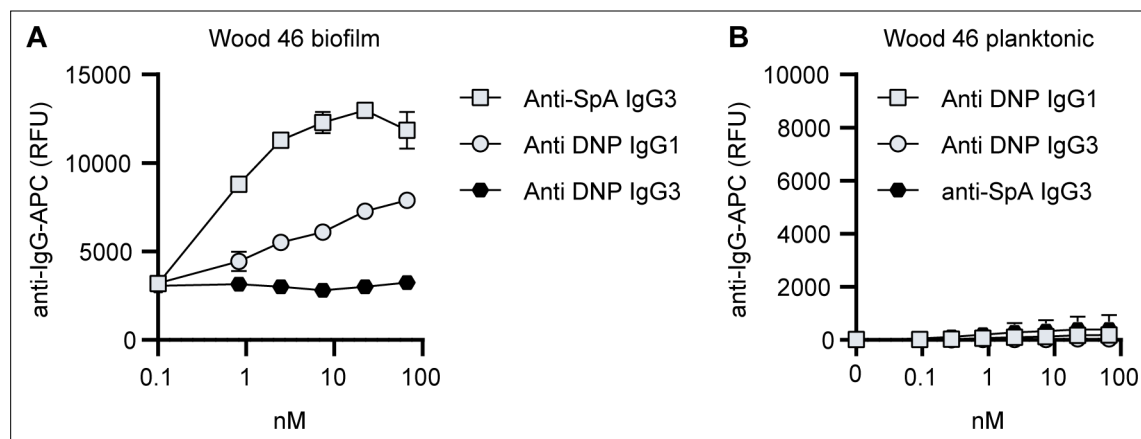 A
Wood 46 biofilm
anti-IgG-APC (RFU)
15000
10000
5000
0
0.1
1
10
100
nM
Anti-SpA IgG3
Anti DNP IgG1
Anti DNP IgG3
B
Wood 46 planktonic
anti-IgG-APC (RFU)
10000
8000
6000
4000
2000
0
0
0.1
1
10
100
nM
Anti DNP IgG1
Anti DNP IgG3
anti-SpA IgG3